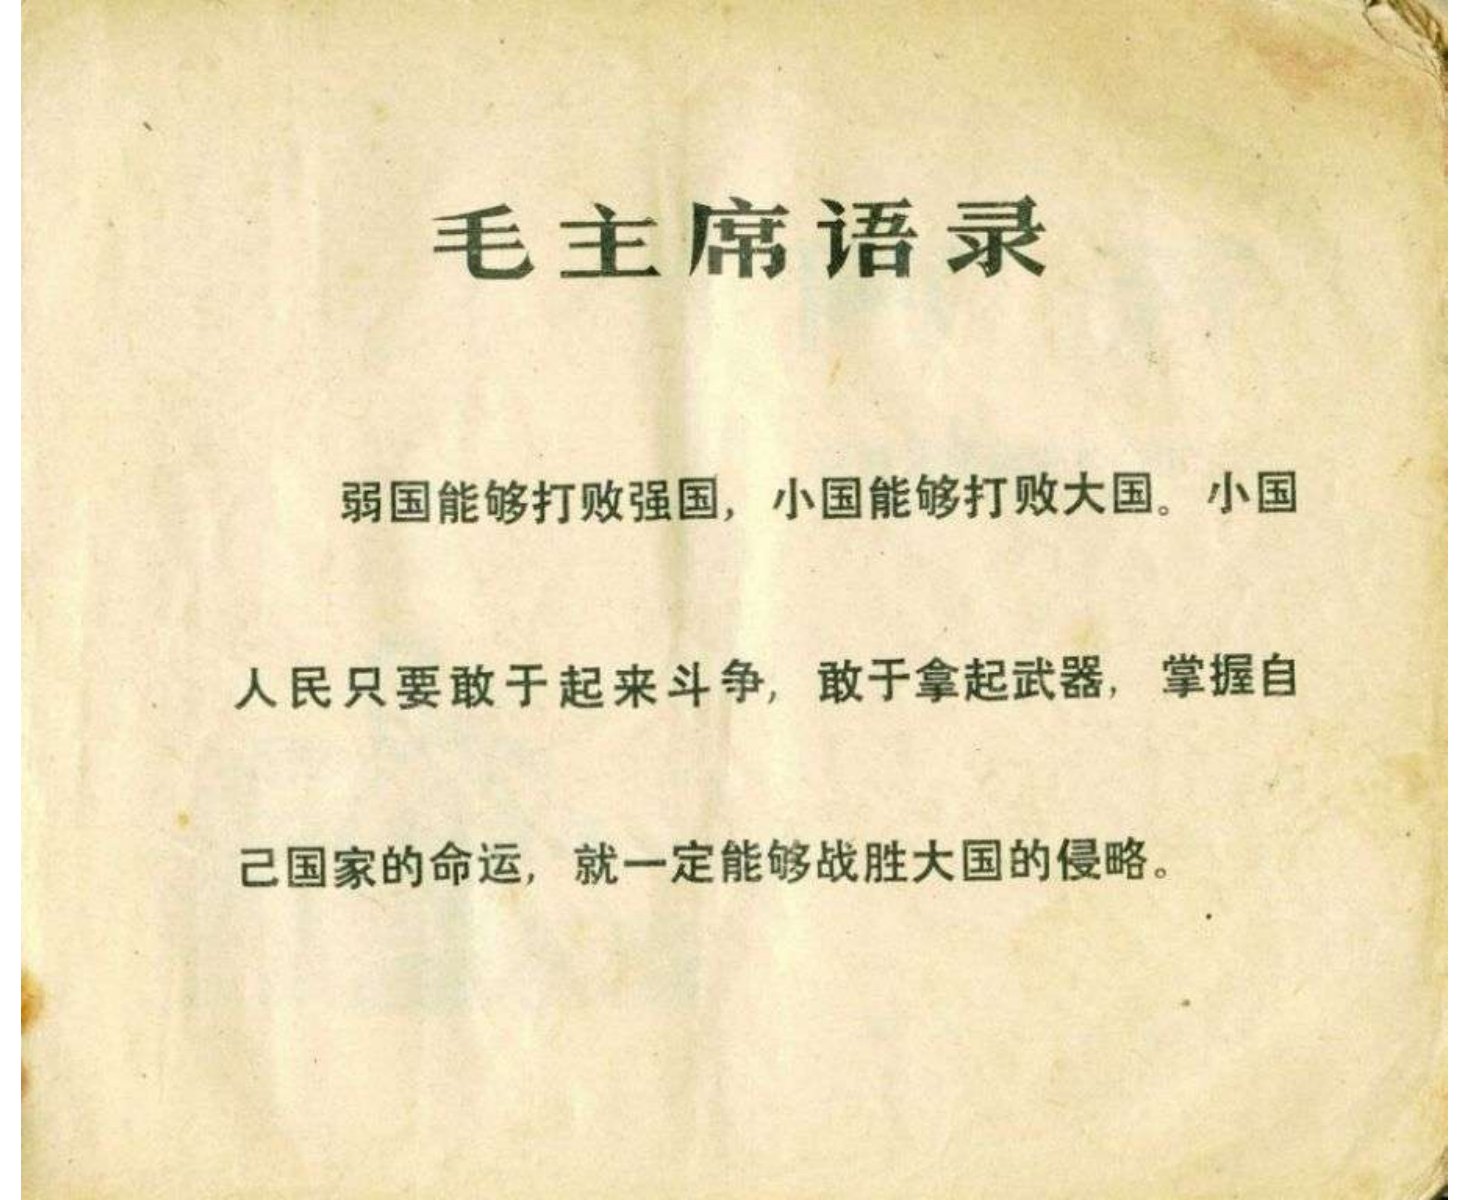 毛主席语录
弱国能够打败强国，小国能够打败大国。小国
人民只要敢于起来斗争，敢于拿起武器，掌握自
己国家的命运，就一定能够战胜大国的侵略。